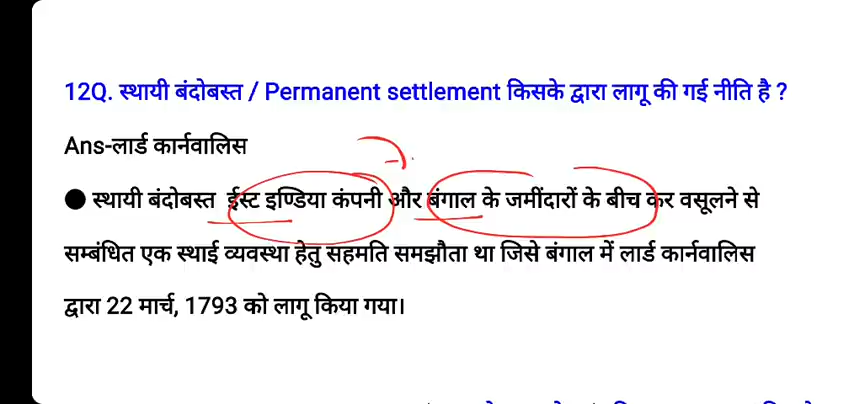 12Q. स्थायी बंदोबस्त / Permanent settlement किसके द्वारा लागू की गई नीति है ?
Ans-लार्ड कार्नवालिस
● स्थायी बंदोबस्त ईस्ट इण्डिया कंपनी और बंगाल के जमींदारों के बीच कर वसूलने से
सम्बंधित एक स्थाई व्यवस्था हेतु सहमति समझौता था जिसे बंगाल में लार्ड कार्नवालिस
द्वारा 22 मार्च, 1793 को लागू किया गया।